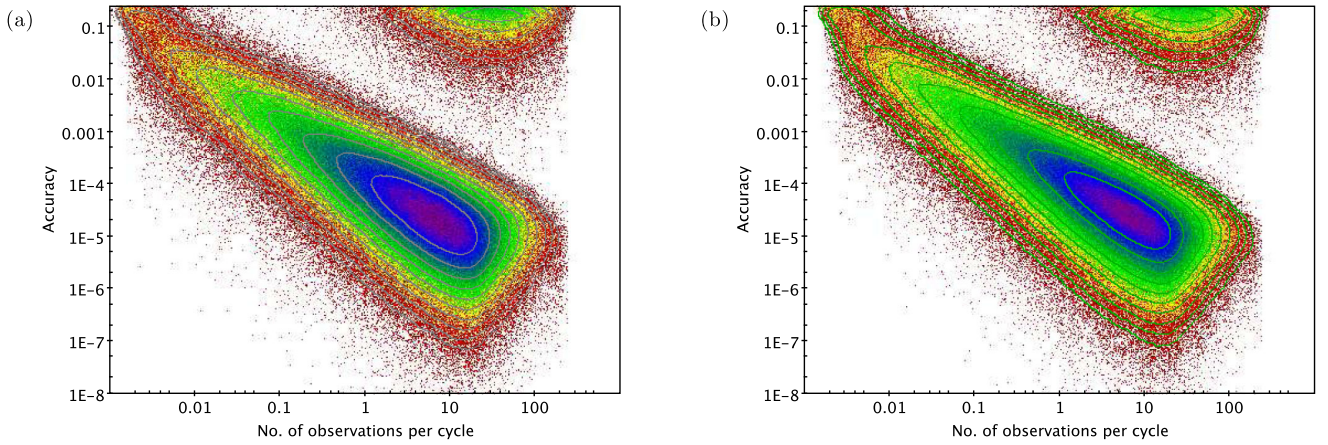 (a)
0.1
0.01
0.001
1E-4
1E-5
1E-6
1E-7
1E-8
Accuracy
0.01 0.1 1 10 100
No. of observations per cycle
(b)
0.1
0.01
0.001
1E-4
1E-5
1E-6
1E-7
1E-8
Accuracy
0.01 0.1 1 10 100
No. of observations per cycle